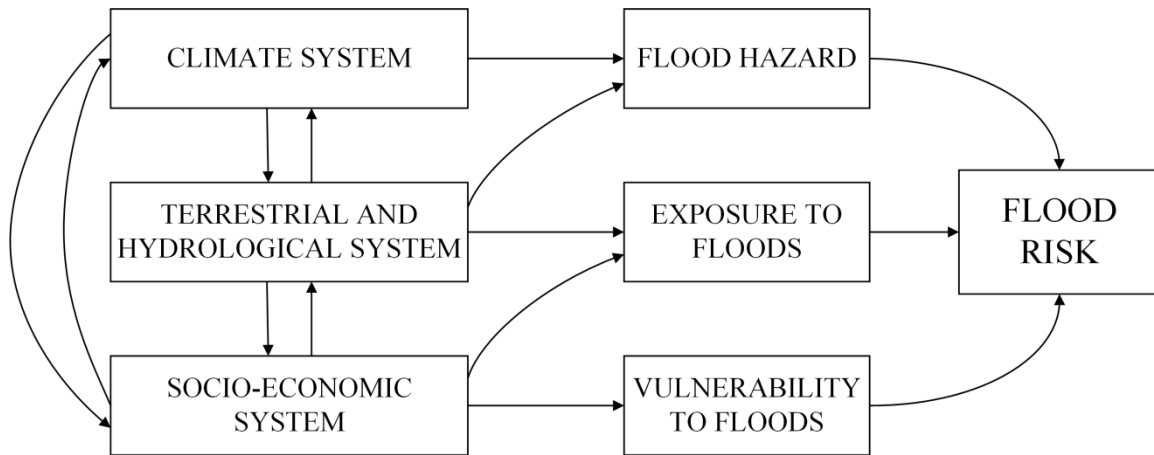 CLIMATE SYSTEM
FLOOD HAZARD
TERRESTRIAL AND
HYDROLOGICAL SYSTEM
EXPOSURE TO
FLOODS
FLOOD
RISK
SOCIO-ECONOMIC
SYSTEM
VULNERABILITY
TO FLOODS